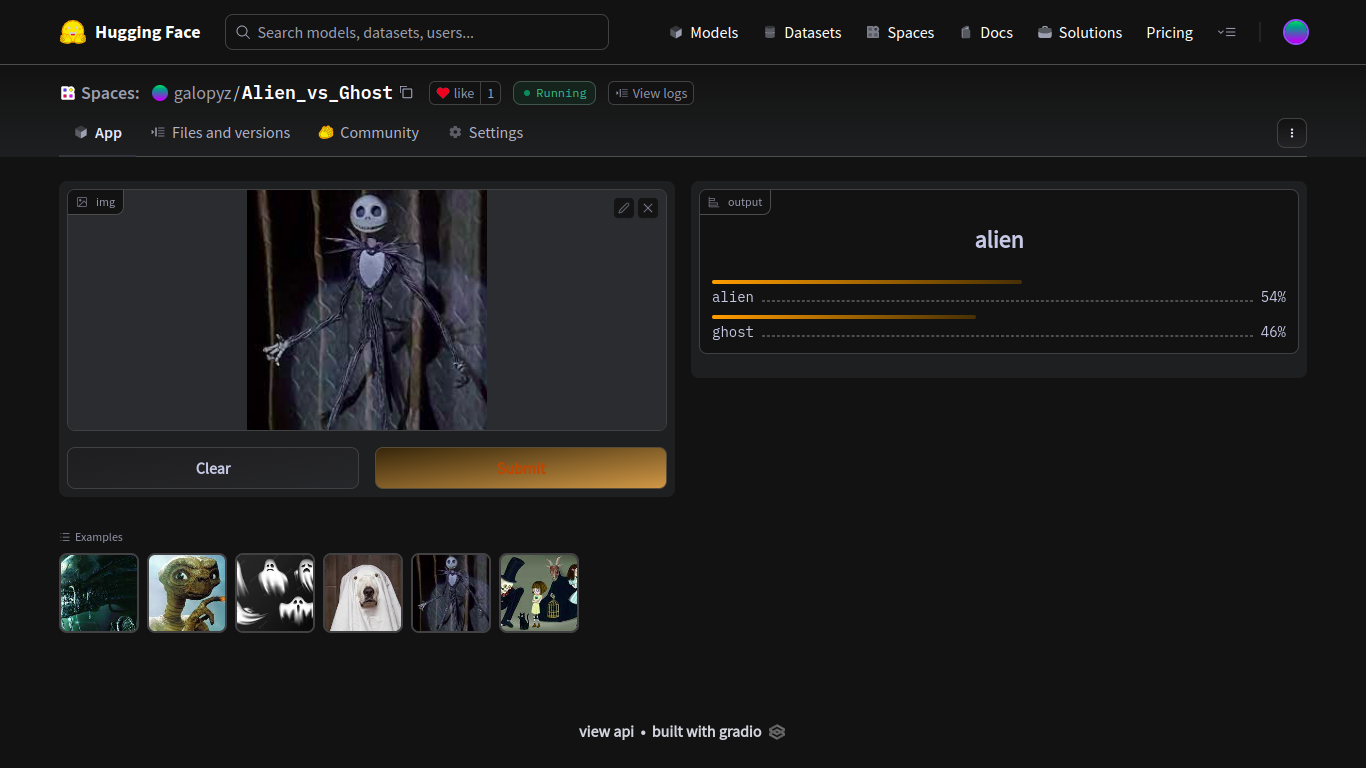 Hugging Face
Search models, datasets, users...
Models
Datasets
Spaces
Docs
Solutions
Pricing
Spaces:
galopyz/Alien_vs_Ghost
like 1
Running
View logs
App
Files and versions
Community
Settings
img
output
alien
alien 54%
ghost 46%
Clear
Submit
Examples
view api • built with gradio